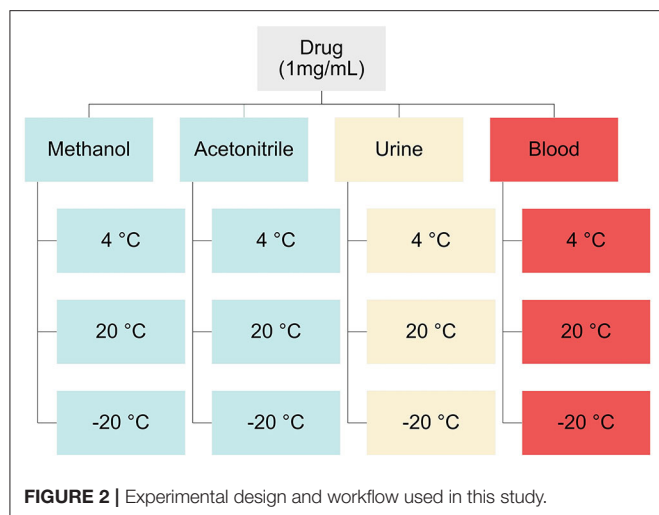 Drug
(1mg/mL)
Methanol
Acetonitrile
Urine
Blood
4 °C
4 °C
4 °C
4 °C
20 °C
20 °C
20 °C
20 °C
-20 °C
-20 °C
-20 °C
-20 °C
FIGURE 2 | Experimental design and workflow used in this study.